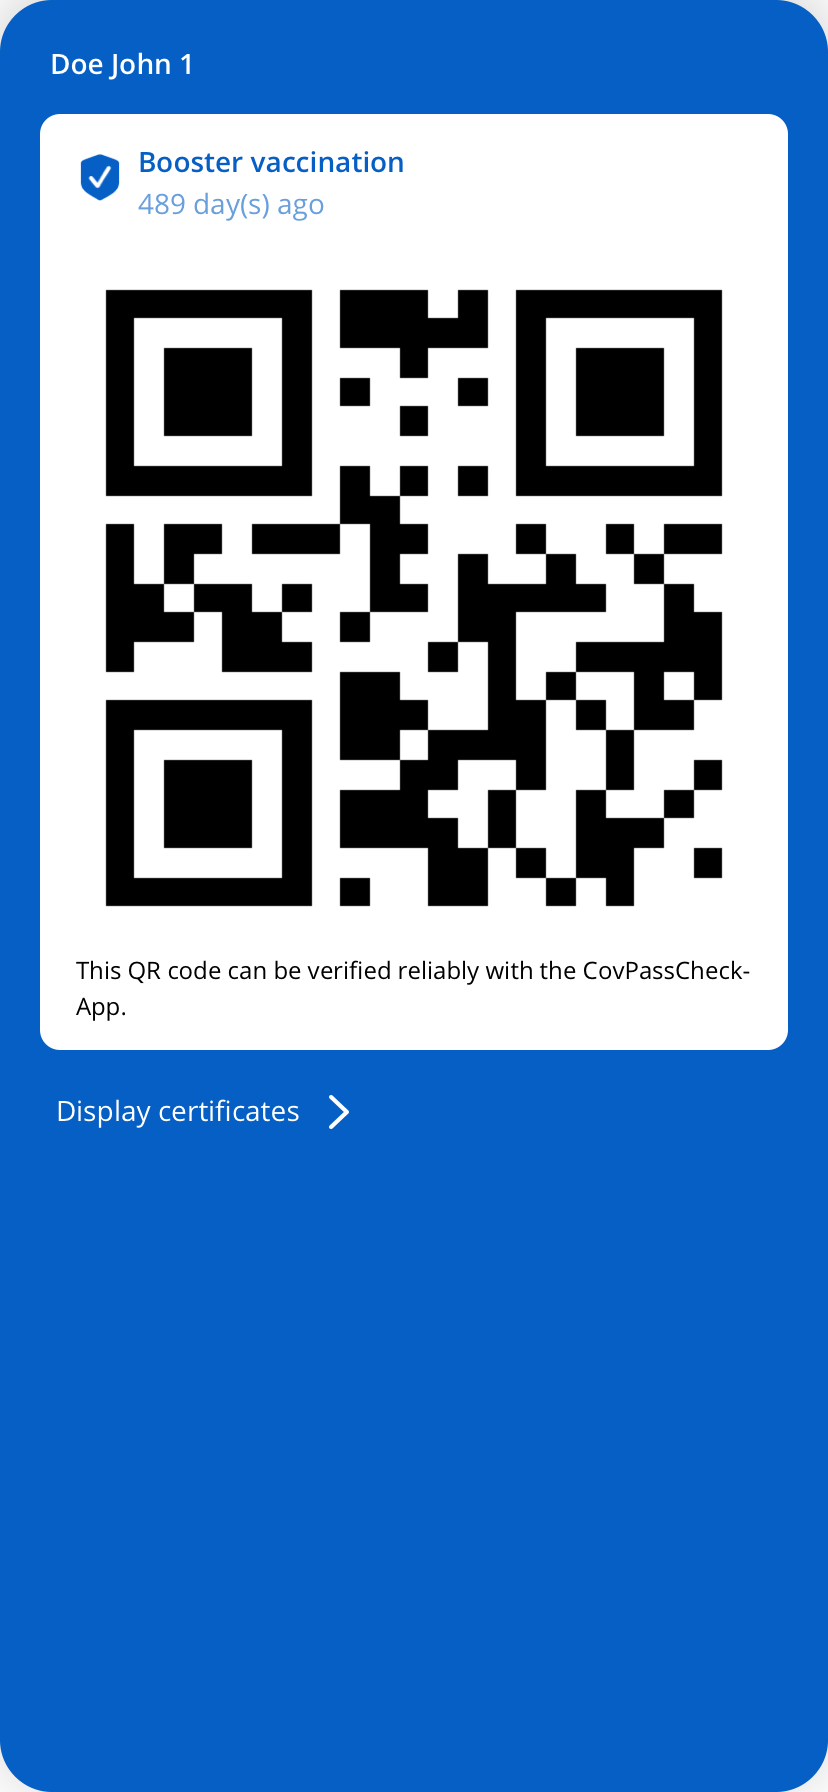 Doe John 1
Booster vaccination
489 day(s) ago
This QR code can be verified reliably with the CovPassCheck-
App.
Display certificates